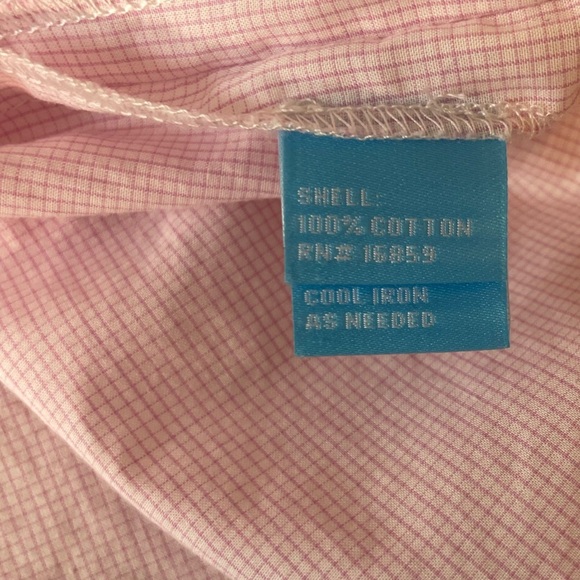 SHELL:
100% COTTON
RN# 16859
COOL IRON
AS NEEDED